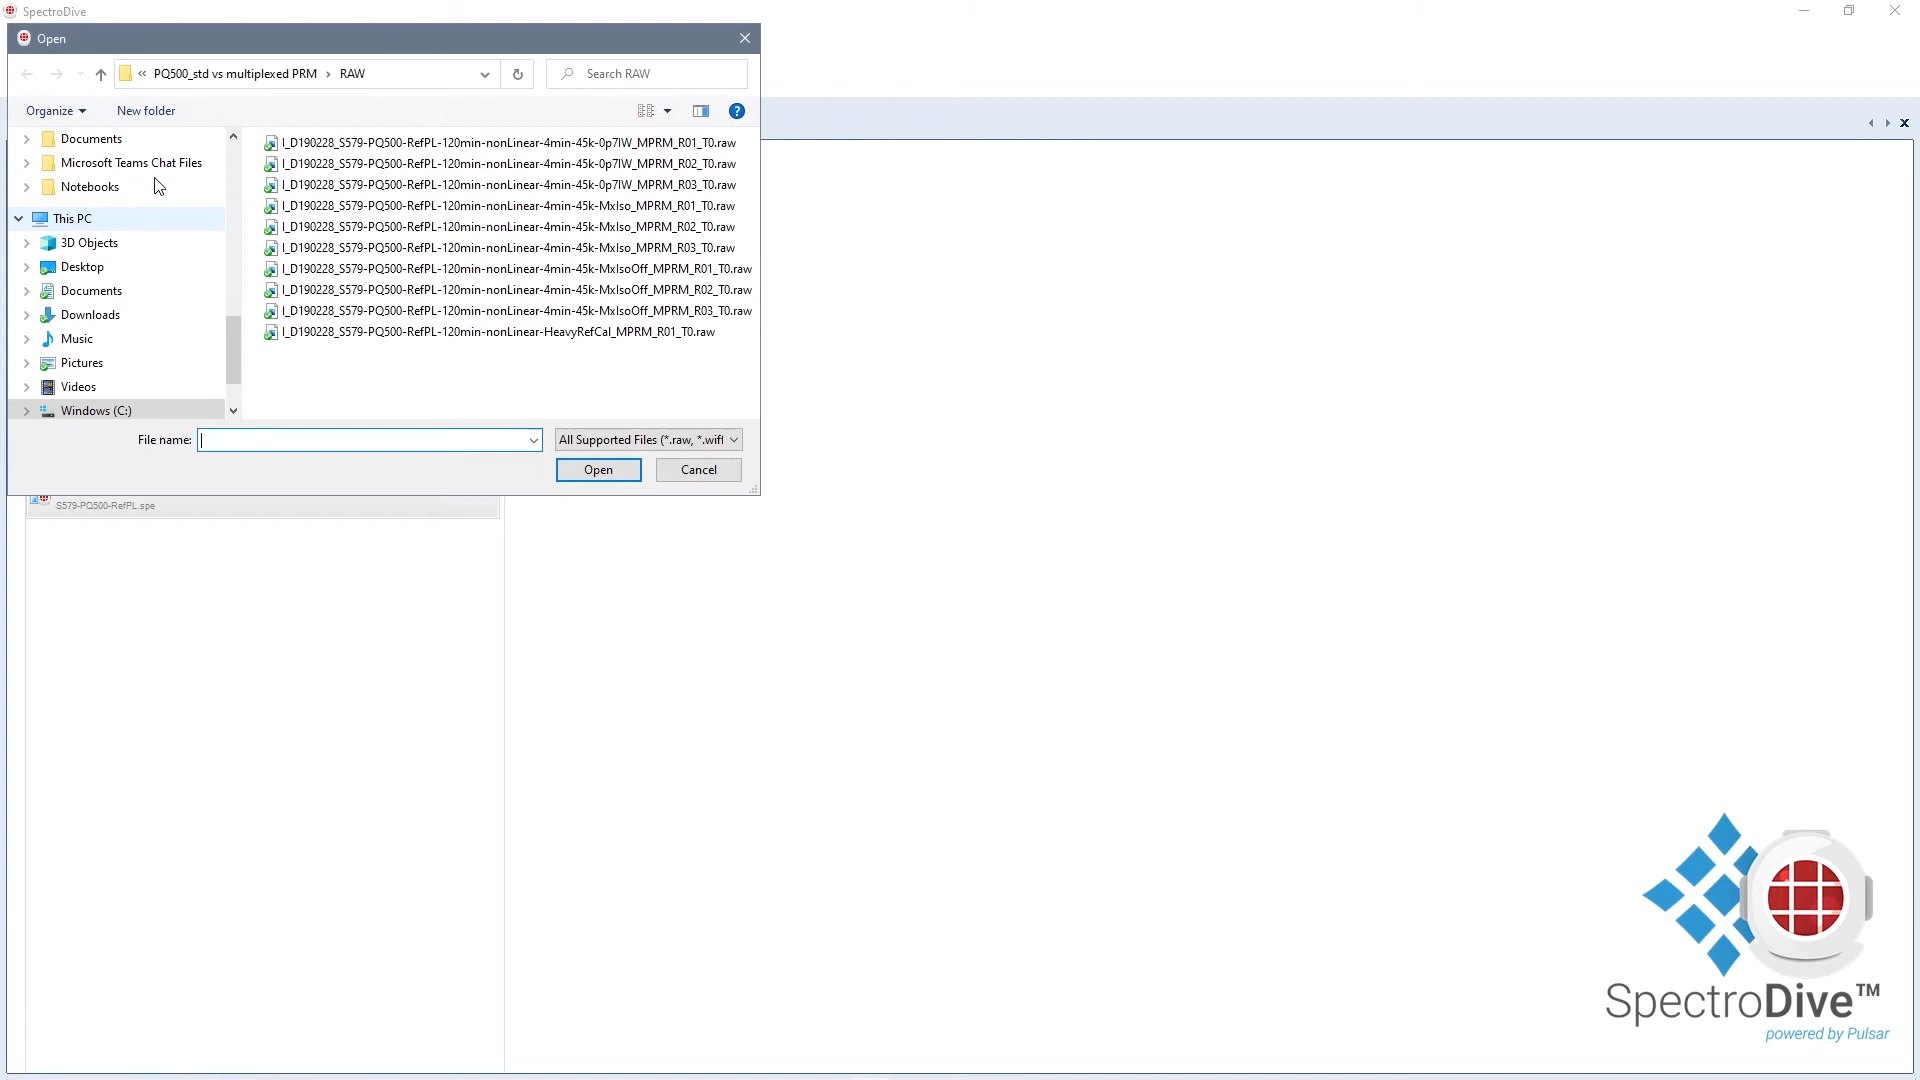 SpectroDive
Open
« PQ500_std vs multiplexed PRM › RAW
Search RAW
Organize
New folder
Documents
Microsoft Teams Chat Files
Notebooks
This PC
3D Objects
Desktop
Documents
Downloads
Music
Pictures
Videos
Windows (C:)
I_D190228_S579-PQ500-RefPL-120min-nonLinear-4min-45k-0p7IW_MPRM_R01_T0.raw
I_D190228_S579-PQ500-RefPL-120min-nonLinear-4min-45k-0p7IW_MPRM_R02_T0.raw
I_D190228_S579-PQ500-RefPL-120min-nonLinear-4min-45k-0p7IW_MPRM_R03_T0.raw
I_D190228_S579-PQ500-RefPL-120min-nonLinear-4min-45k-MxIso_MPRM_R01_T0.raw
I_D190228_S579-PQ500-RefPL-120min-nonLinear-4min-45k-MxIso_MPRM_R02_T0.raw
I_D190228_S579-PQ500-RefPL-120min-nonLinear-4min-45k-MxIso_MPRM_R03_T0.raw
I_D190228_S579-PQ500-RefPL-120min-nonLinear-4min-45k-MxIsoOff_MPRM_R01_T0.raw
I_D190228_S579-PQ500-RefPL-120min-nonLinear-4min-45k-MxIsoOff_MPRM_R02_T0.raw
I_D190228_S579-PQ500-RefPL-120min-nonLinear-4min-45k-MxIsoOff_MPRM_R03_T0.raw
I_D190228_S579-PQ500-RefPL-120min-nonLinear-HeavyRefCal_MPRM_R01_T0.raw
File name:
All Supported Files (*.raw, *.wiff
Open
Cancel
S579-PQ500-RefPL.spe
SpectroDive™
powered by Pulsar